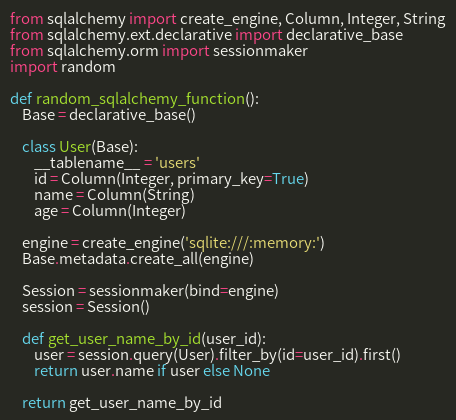 from sqlalchemy import create_engine, Column, Integer, String
from sqlalchemy.ext.declarative import declarative_base
from sqlalchemy.orm import sessionmaker
import random

def random_sqlalchemy_function():
    Base = declarative_base()

    class User(Base):
        __tablename__ = 'users'
        id = Column(Integer, primary_key=True)
        name = Column(String)
        age = Column(Integer)

    engine = create_engine('sqlite:///:memory:')
    Base.metadata.create_all(engine)

    Session = sessionmaker(bind=engine)
    session = Session()

    def get_user_name_by_id(user_id):
        user = session.query(User).filter_by(id=user_id).first()
        return user.name if user else None

    return get_user_name_by_id